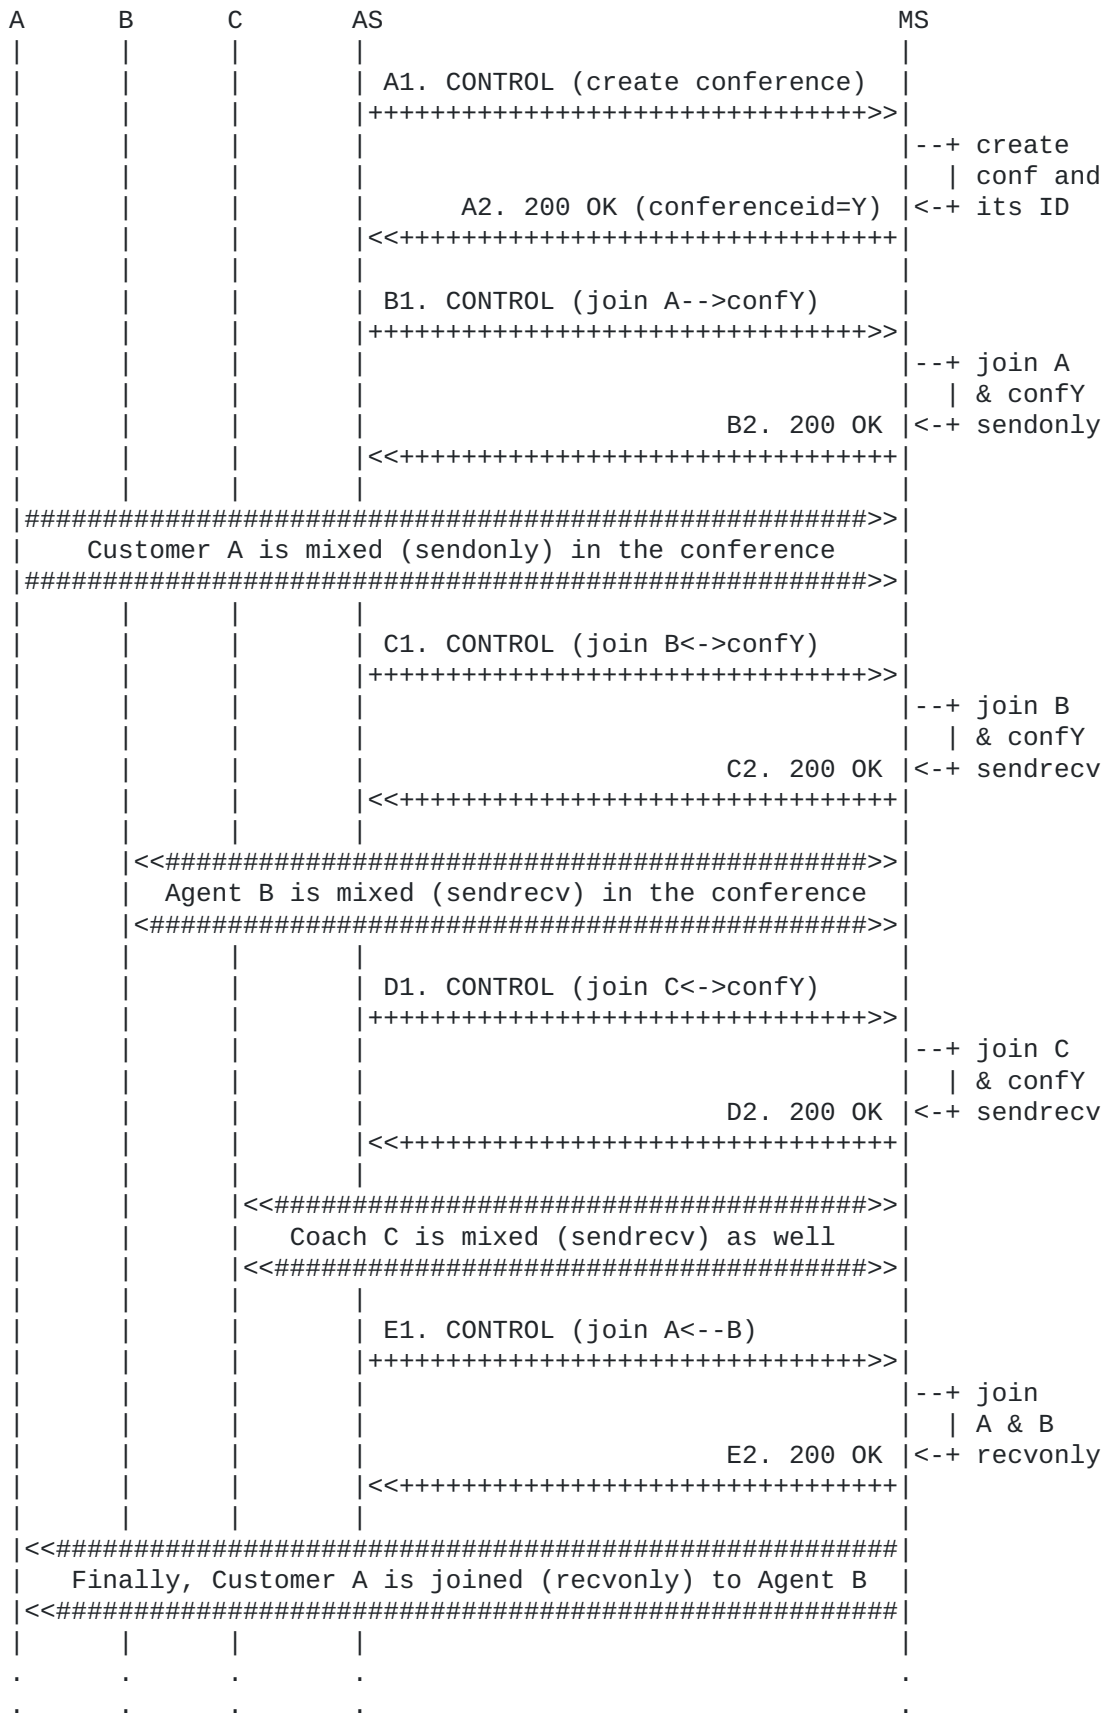 A B C AS MS
A1. CONTROL (create conference)
+++++++++++++++++++++++++++++++>>
--+ create
| conf and
A2. 200 OK (conferenceid=Y) <-+ its ID
<<+++++++++++++++++++++++++++++++
B1. CONTROL (join A-->confY)
+++++++++++++++++++++++++++++++>>
--+ join A
| & confY
B2. 200 OK <-+ sendonly
<<+++++++++++++++++++++++++++++++
######################################################>>
Customer A is mixed (sendonly) in the conference
######################################################>>
C1. CONTROL (join B<->confY)
+++++++++++++++++++++++++++++++>>
--+ join B
| & confY
C2. 200 OK <-+ sendrecv
<<+++++++++++++++++++++++++++++++
<<#############################################>>
Agent B is mixed (sendrecv) in the conference
<##############################################>>
D1. CONTROL (join C<->confY)
+++++++++++++++++++++++++++++++>>
--+ join C
| & confY
D2. 200 OK <-+ sendrecv
<<+++++++++++++++++++++++++++++++
<<######################################>>
Coach C is mixed (sendrecv) as well
<<######################################>>
E1. CONTROL (join A<--B)
+++++++++++++++++++++++++++++++>>
--+ join
| A & B
E2. 200 OK <-+ recvonly
<<+++++++++++++++++++++++++++++++
<<######################################################
Finally, Customer A is joined (recvonly) to Agent B
<<######################################################
. . . . .
. . . . .